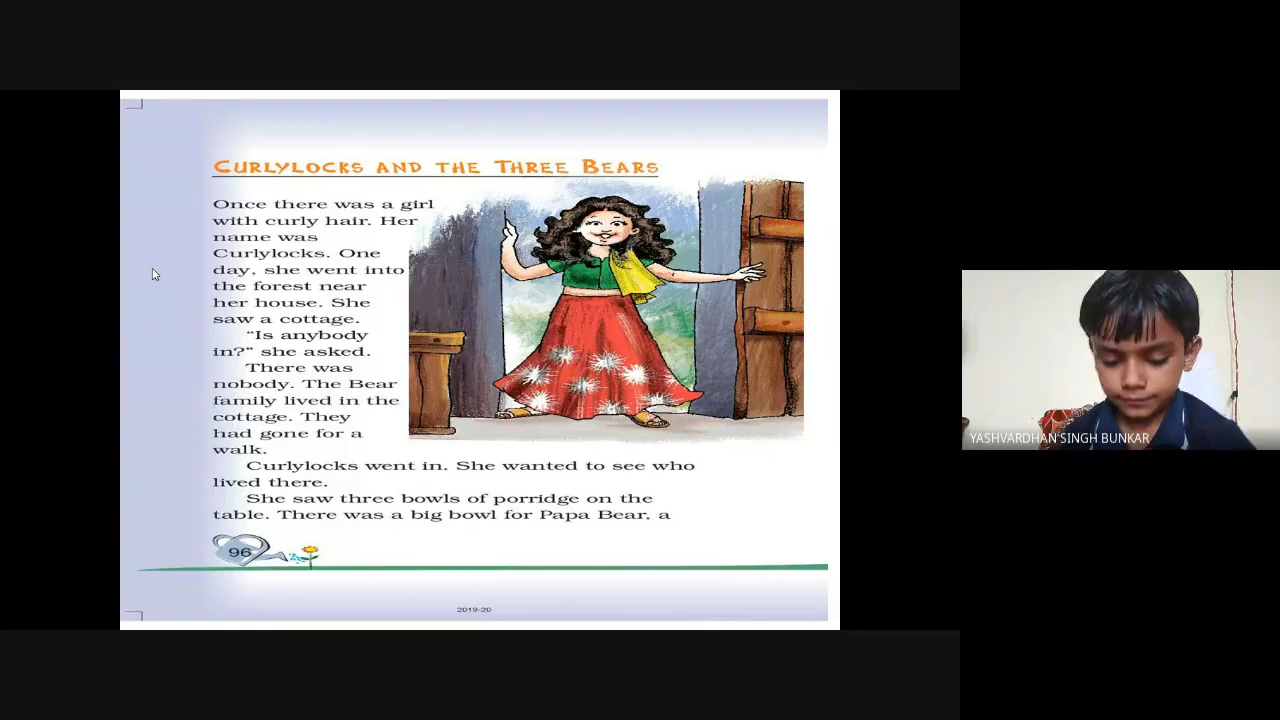 CURLYLOCKS AND THE THREE BEARS
Once there was a girl
with curly hair. Her
name was
Curlylocks. One
day, she went into
the forest near
her house. She
saw a cottage.
"Is anybody
in?" she asked.
There was
nobody. The Bear
family lived in the
cottage. They
had gone for a
walk.
Curlylocks went in. She wanted to see who
lived there.
She saw three bowls of porridge on the
table. There was a big bowl for Papa Bear, a
96
2019-20
YASHVARDHAN SINGH BUNKAR